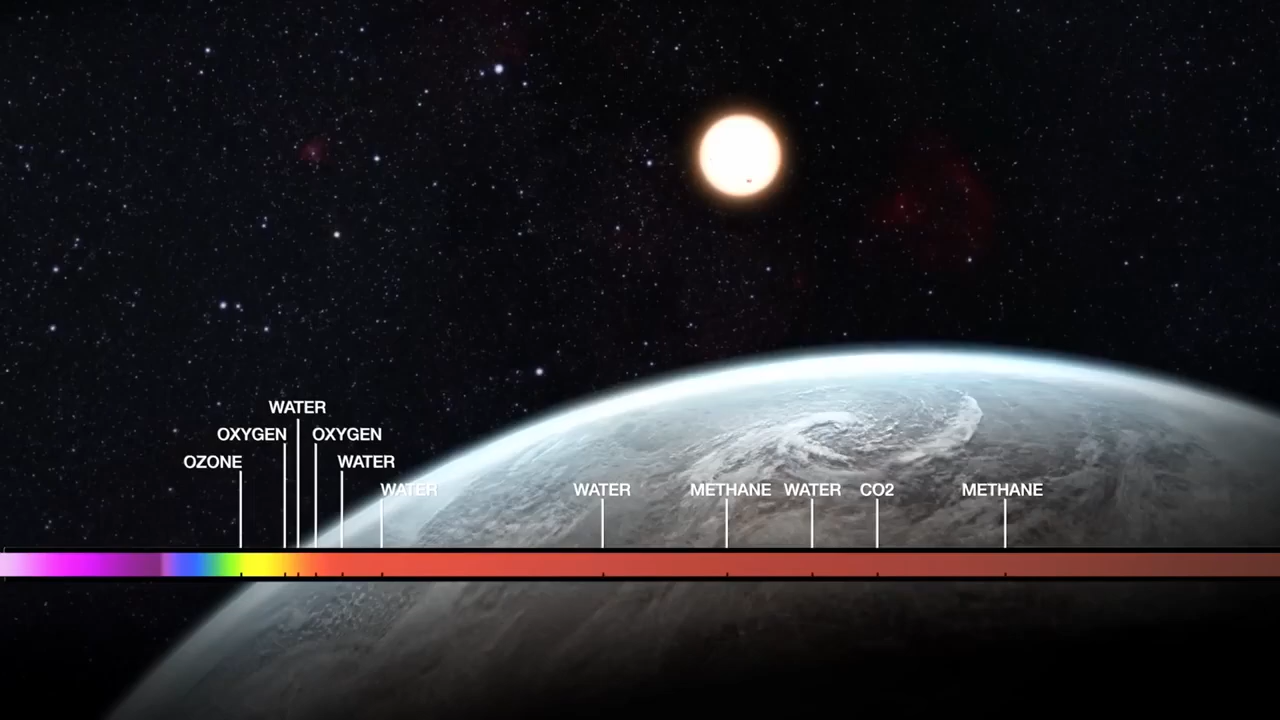 WATER
OXYGEN OXYGEN
OZONE WATER
WATER WATER METHANE WATER CO2 METHANE